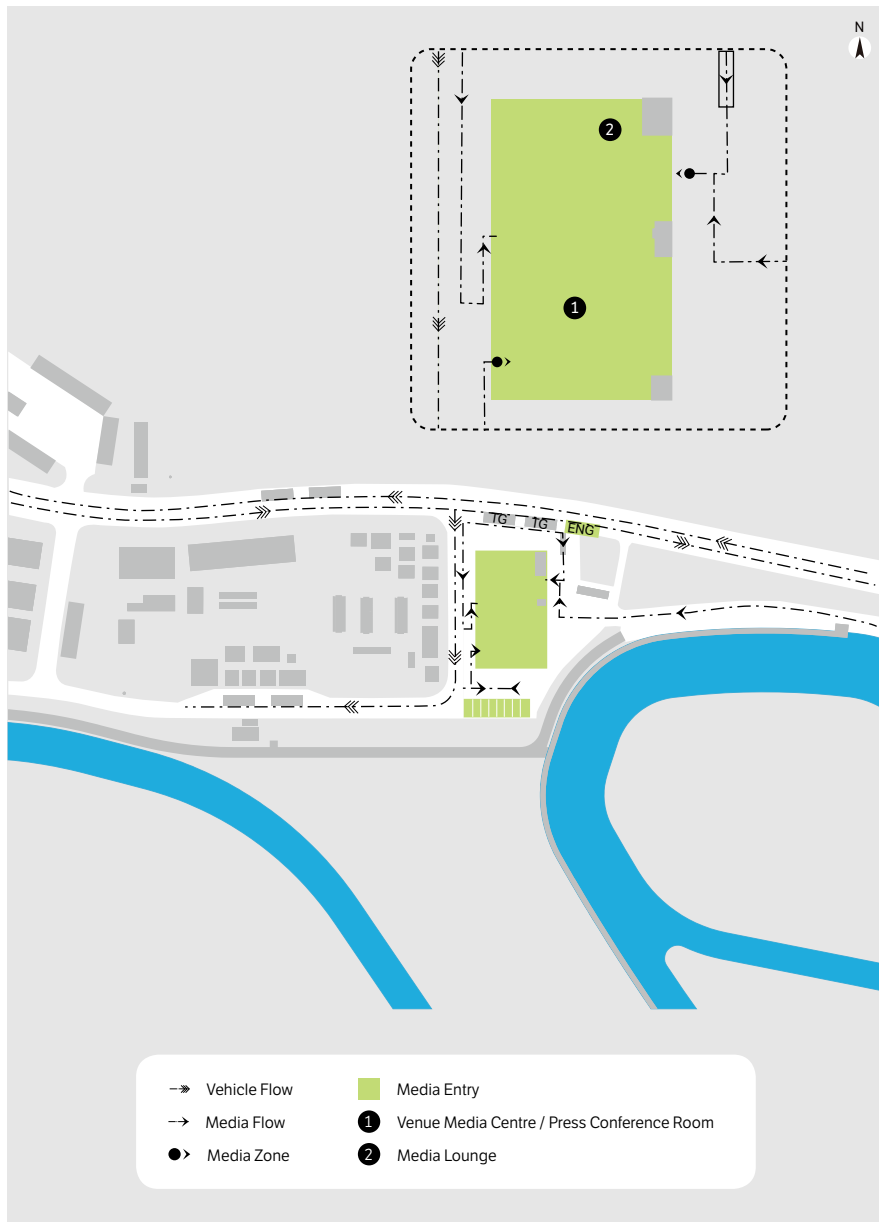 N
2
1
TG
TG
ENG
Vehicle Flow
Media Entry
Media Flow
1 Venue Media Centre / Press Conference Room
Media Zone
2 Media Lounge